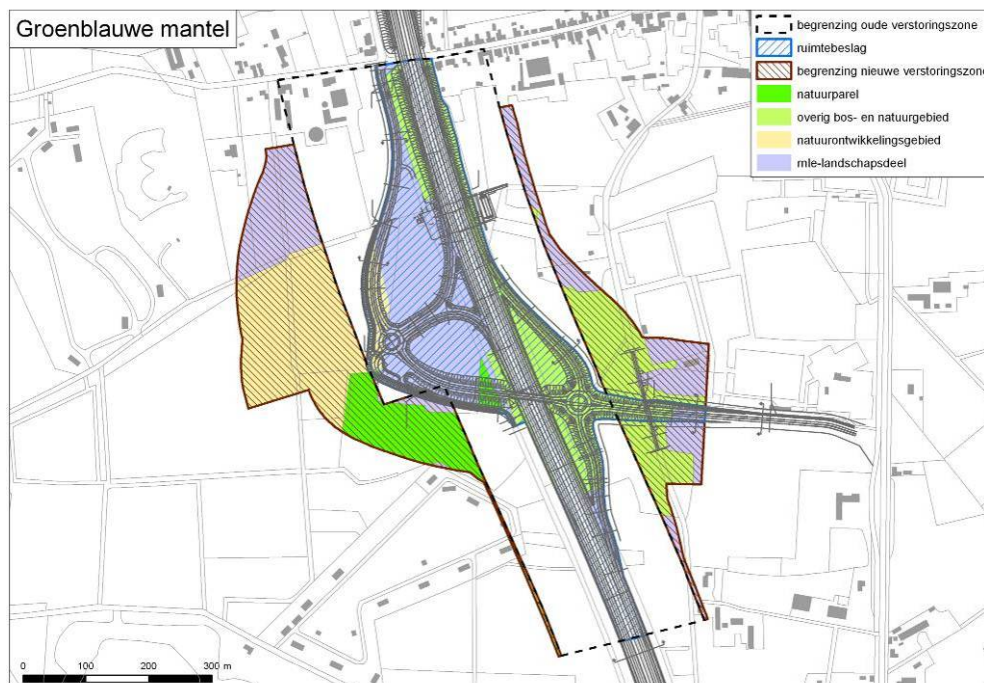 Groenblauwe mantel
begrenzing oude verstoringszone
ruimtebeslag
begrenzing nieuwe verstoringszone
natuurparel
overig bos- en natuurgebied
natuurontwikkelingsgebied
rnle-landschapsdeel
0 100 200 300 m